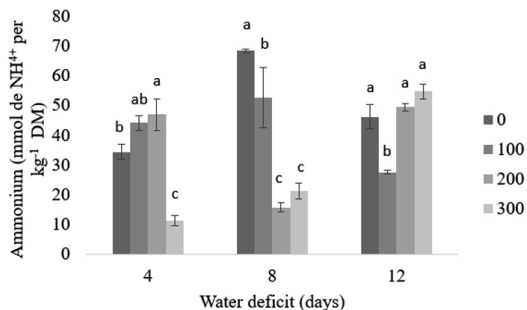 Ammonium (mmol de NH⁴⁺ per
kg⁻¹ DM)
80
70
60
50
40
30
20
10
0
b
ab
a
c
a
b
c
c
a
b
a
a
4
8
12
Water deficit (days)
0
100
200
300